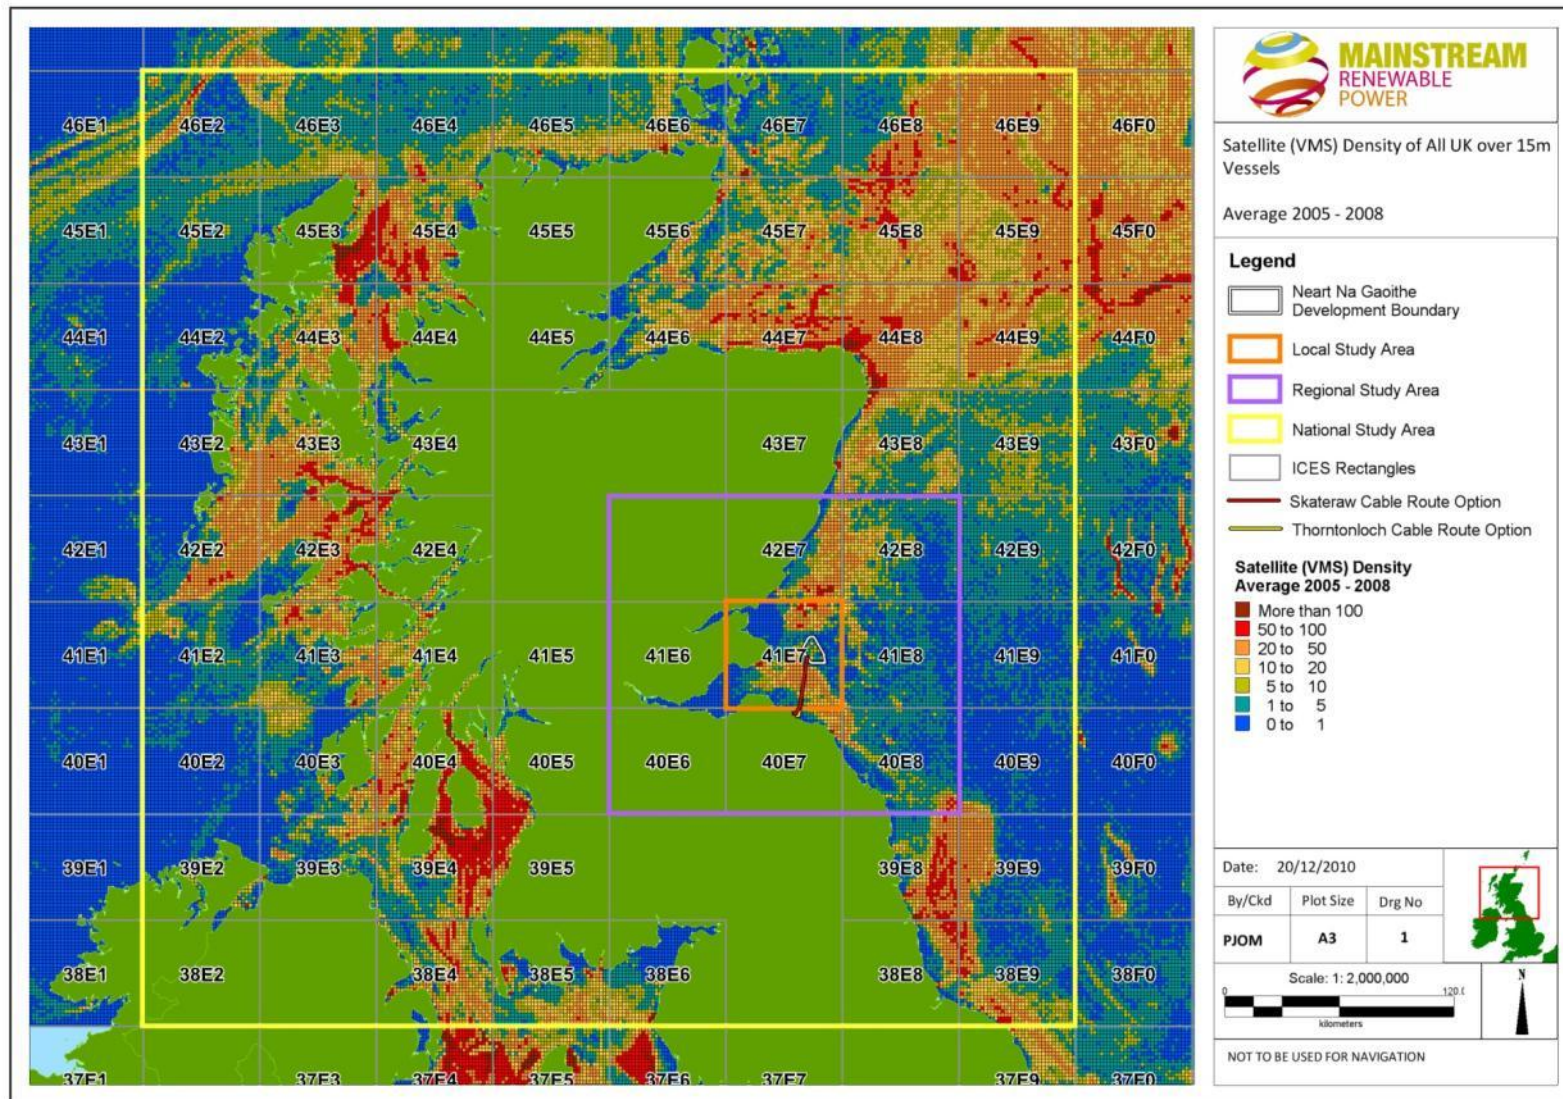 46E1 46E2 46E3 46E4 46E5 46E6 46E7 46E8 46E9 46F0
45E1 45E2 45E3 45E4 45E5 45E6 45E7 45E8 45E9 45F0
44E1 44E2 44E3 44E4 44E5 44E6 44E7 44E8 44E9 44F0
43E1 43E2 43E3 43E4 43E7 43E8 43E9 43F0
42E1 42E2 42E3 42E4 42E7 42E8 42E9 42F0
41E1 41E2 41E3 41E4 41E5 41E6 41E7 41E8 41E9 41F0
40E1 40E2 40E3 40E4 40E5 40E6 40E7 40E8 40E9 40F0
39E1 39E2 39E3 39E4 39E5 39E8 39E9 39F0
38E1 38E2 38E4 38E5 38E6 38E8 38E9 38F0
37E1 37E3 37E4 37E5 37E6 37E7 37E9 37F0
MAINSTREAM
RENEWABLE
POWER
Satellite (VMS) Density of All UK over 15m
Vessels
Average 2005 - 2008
Legend
Neart Na Gaoithe
Development Boundary
Local Study Area
Regional Study Area
National Study Area
ICES Rectangles
Skateraw Cable Route Option
Thorntonloch Cable Route Option
Satellite (VMS) Density
Average 2005 - 2008
More than 100
50 to 100
20 to 50
10 to 20
5 to 10
1 to 5
0 to 1
Date: 20/12/2010
By/Ckd Plot Size Drg No
PJOM A3 1
Scale: 1: 2,000,000
0 120.0
kilometers
N
NOT TO BE USED FOR NAVIGATION